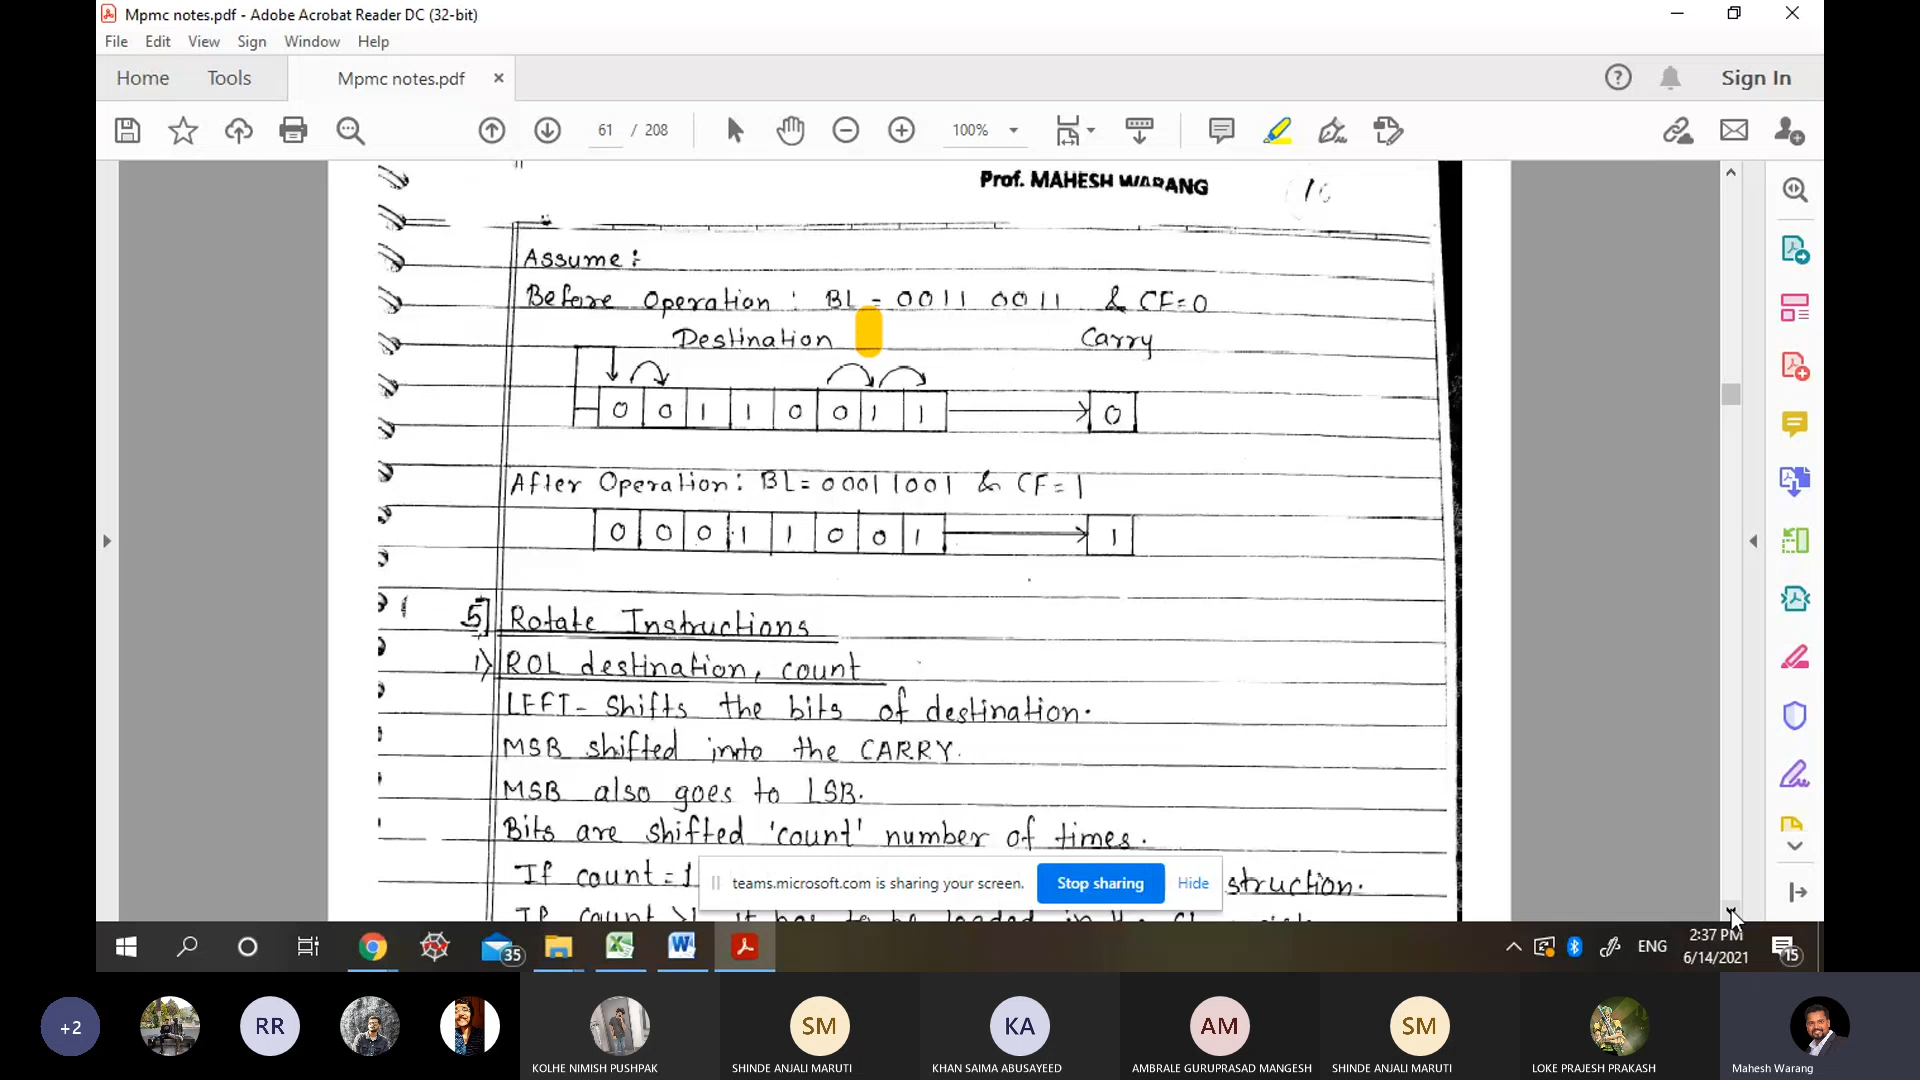 Mpmc notes.pdf - Adobe Acrobat Reader DC (32-bit)
File Edit View Sign Window Help
Home Tools Mpmc notes.pdf × Sign In
61 / 208 100%
Prof. MAHESH WARANG
Assume:
Before Operation: BL = 0011 0011 & CF=0
Destination Carry
0 0 1 1 0 0 1 1 0
After Operation: BL= 00011001 & CF=1
0 0 0 1 1 0 0 1 1
5] Rotate Instructions
1) ROL destination, count
LEFT- Shifts the bits of destination.
MSB shifted into the CARRY.
MSB also goes to LSB.
Bits are shifted 'count' number of times.
If count=1 struction.
teams.microsoft.com is sharing your screen. Stop sharing Hide
If count >1
35
ENG 2:37 PM
6/14/2021 15
+2 RR SM KA AM SM
KOLHE NIMISH PUSHPAK SHINDE ANJALI MARUTI KHAN SAIMA ABUSAYEED AMBRALE GURUPRASAD MANGESH SHINDE ANJALI MARUTI LOKE PRAJESH PRAKASH Mahesh Warang